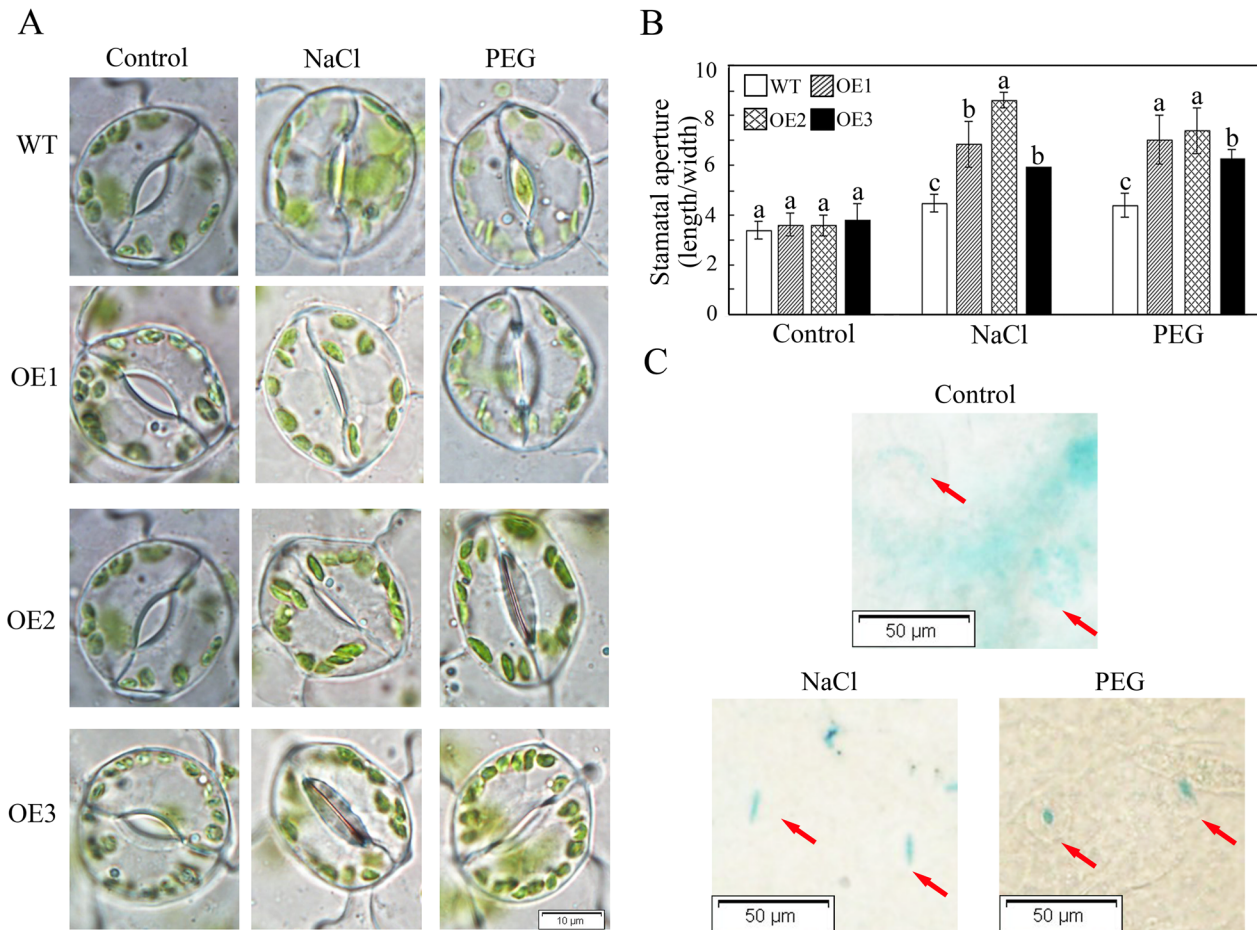 A
Control NaCl PEG
WT
OE1
OE2
OE3
10 µm
B
Stamatal aperture
(length/width)
10
8
6
4
2
0
WT OE1
OE2 OE3
a a a a
c b a b
c a a b
Control NaCl PEG
C
Control
50 µm
NaCl PEG
50 µm 50 µm